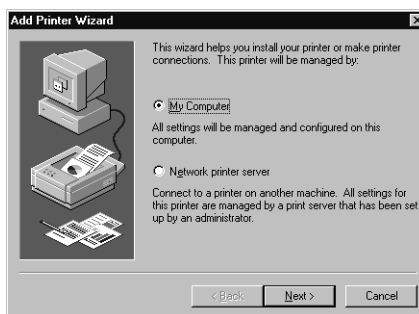 Add Printer Wizard
This wizard helps you install your printer or make printer
connections. This printer will be managed by:
My Computer
All settings will be managed and configured on this
computer.
Network printer server
Connect to a printer on another machine. All settings for
this printer are managed by a print server that has been set
up by an administrator.
< Back
Next >
Cancel